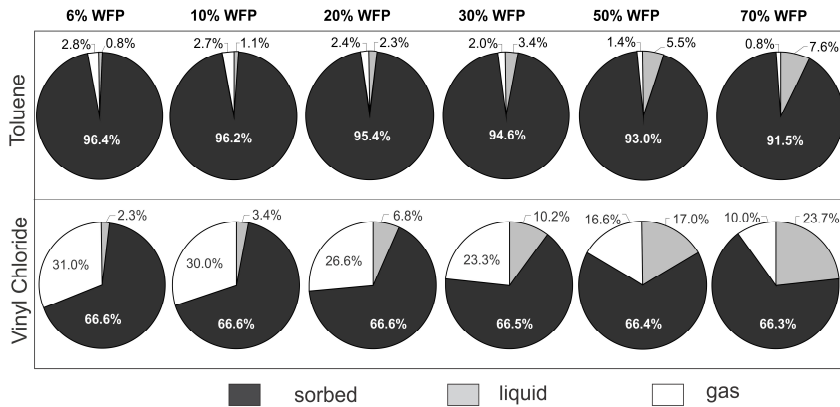 6% WFP 10% WFP 20% WFP 30% WFP 50% WFP 70% WFP
Toluene
2.8% 0.8% 2.7% 1.1% 2.4% 2.3% 2.0% 3.4% 1.4% 5.5% 0.8% 7.6%
96.4% 96.2% 95.4% 94.6% 93.0% 91.5%
Vinyl Chloride
2.3% 3.4% 6.8% 10.2% 16.6% 17.0% 10.0% 23.7%
31.0% 30.0% 26.6% 23.3%
66.6% 66.6% 66.6% 66.5% 66.4% 66.3%
sorbed liquid gas